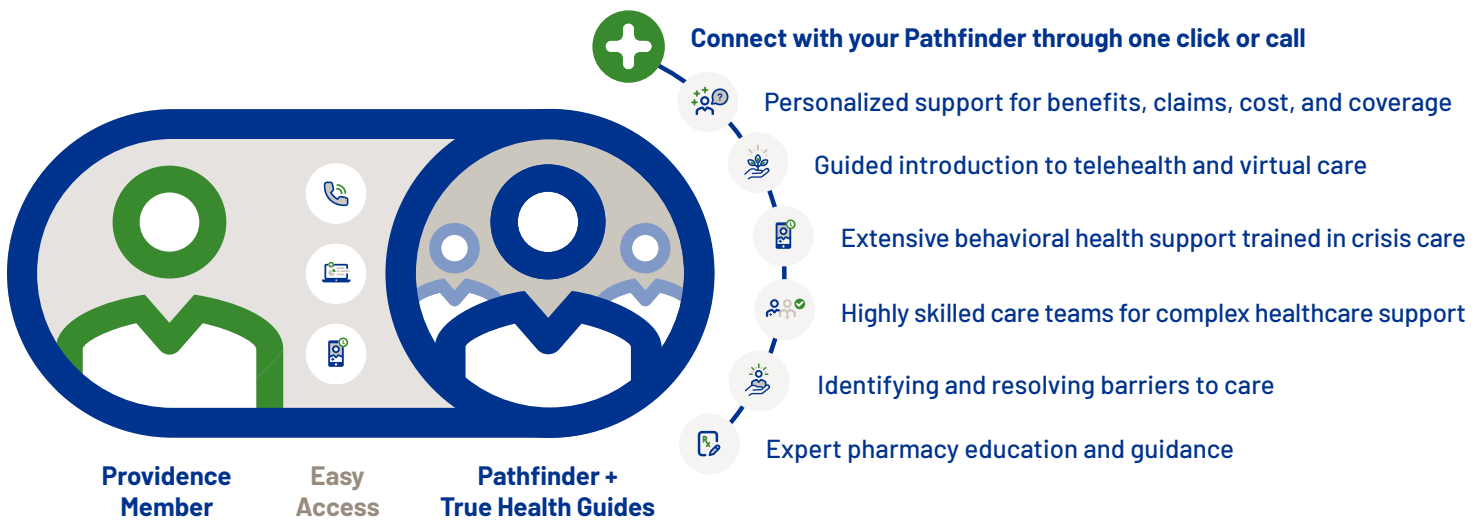 Connect with your Pathfinder through one click or call
Personalized support for benefits, claims, cost, and coverage
Guided introduction to telehealth and virtual care
Extensive behavioral health support trained in crisis care
Highly skilled care teams for complex healthcare support
Identifying and resolving barriers to care
Expert pharmacy education and guidance
Providence
Member
Easy
Access
Pathfinder +
True Health Guides
?
Rx